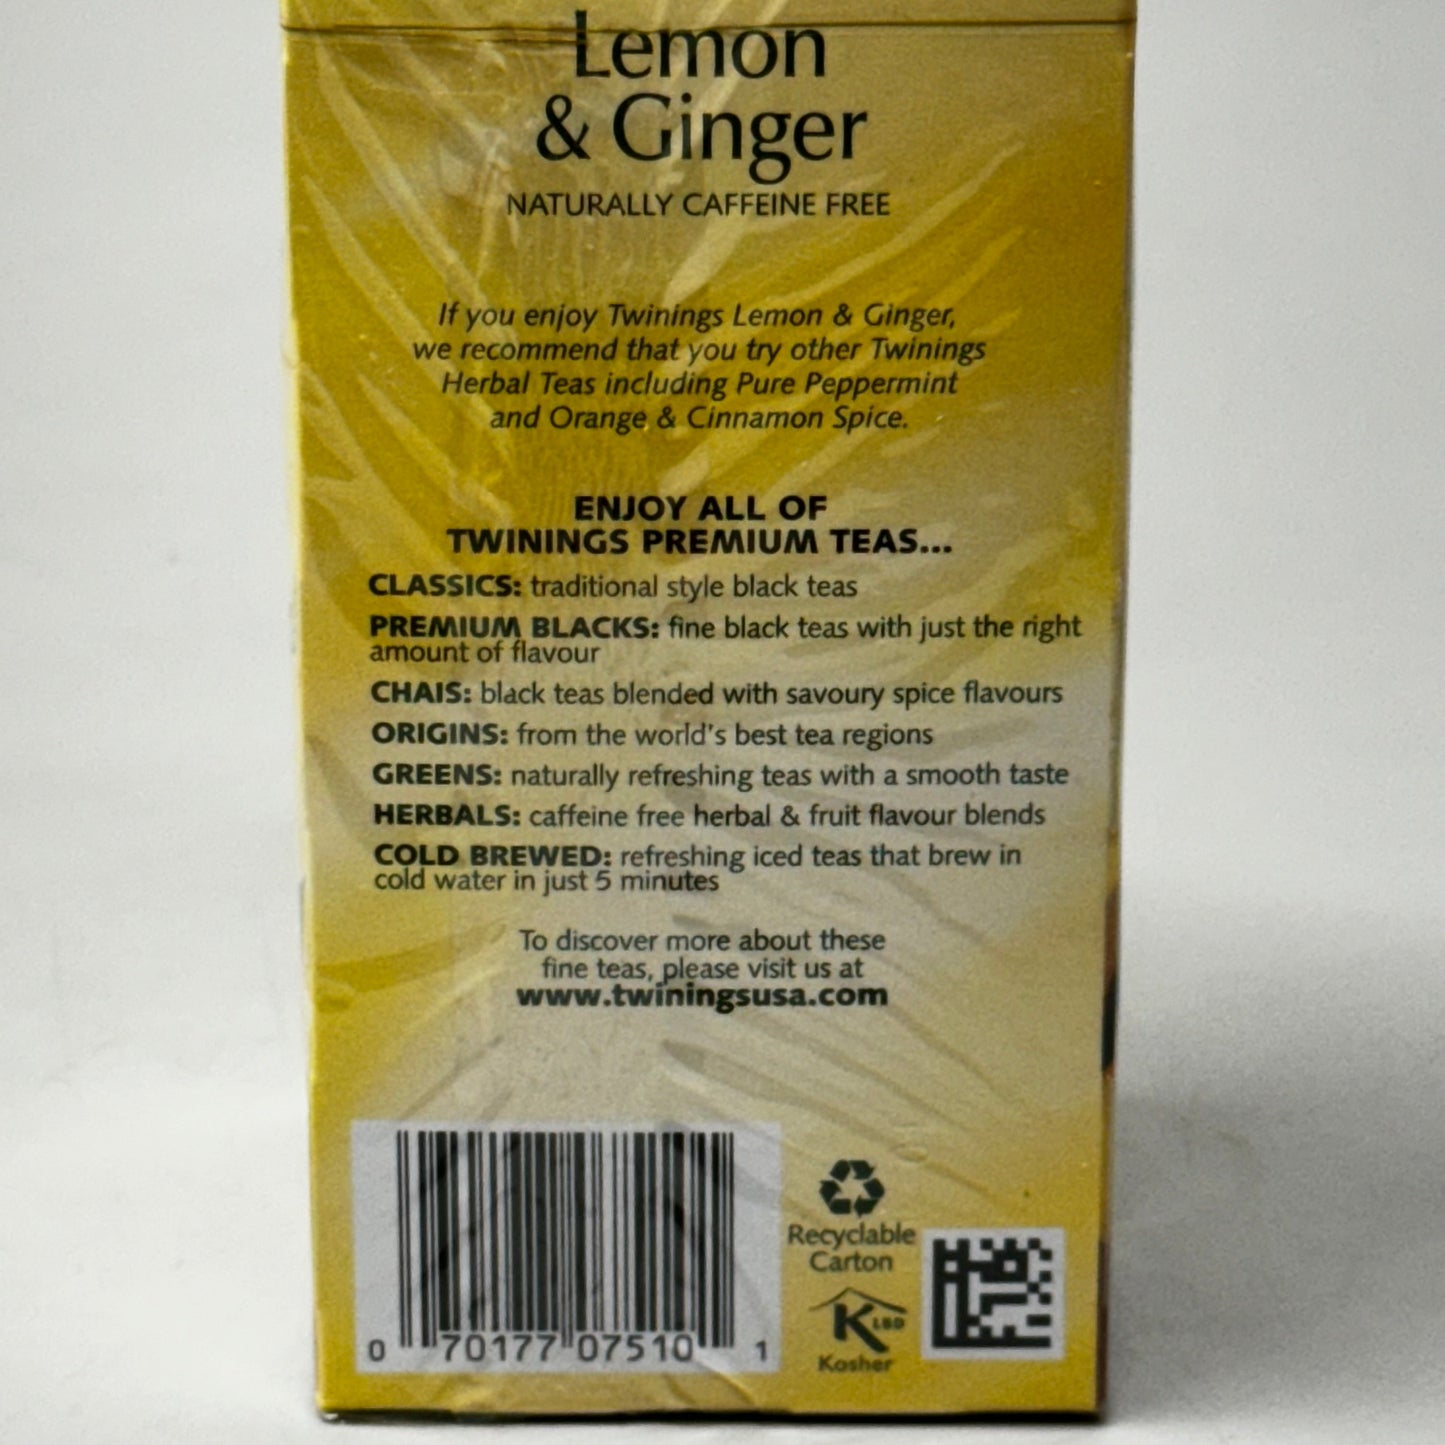 Lemon
& Ginger
NATURALLY CAFFEINE FREE
If you enjoy Twinings Lemon & Ginger,
we recommend that you try other Twinings
Herbal Teas including Pure Peppermint
and Orange & Cinnamon Spice.
ENJOY ALL OF
TWININGS PREMIUM TEAS...
CLASSICS: traditional style black teas
PREMIUM BLACKS: fine black teas with just the right
amount of flavour
CHAIS: black teas blended with savoury spice flavours
ORIGINS: from the world's best tea regions
GREENS: naturally refreshing teas with a smooth taste
HERBALS: caffeine free herbal & fruit flavour blends
COLD BREWED: refreshing iced teas that brew in
cold water in just 5 minutes
To discover more about these
fine teas, please visit us at
www.twiningsusa.com
Recyclable
Carton
K LBD
Kosher
0 70177 07510 1